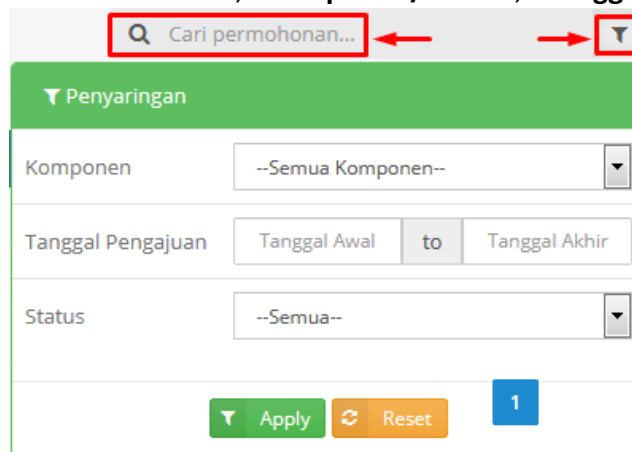 Cari permohonan...
Penyaringan
Komponen --Semua Komponen--
Tanggal Pengajuan Tanggal Awal to Tanggal Akhir
Status --Semua--
Apply Reset 1